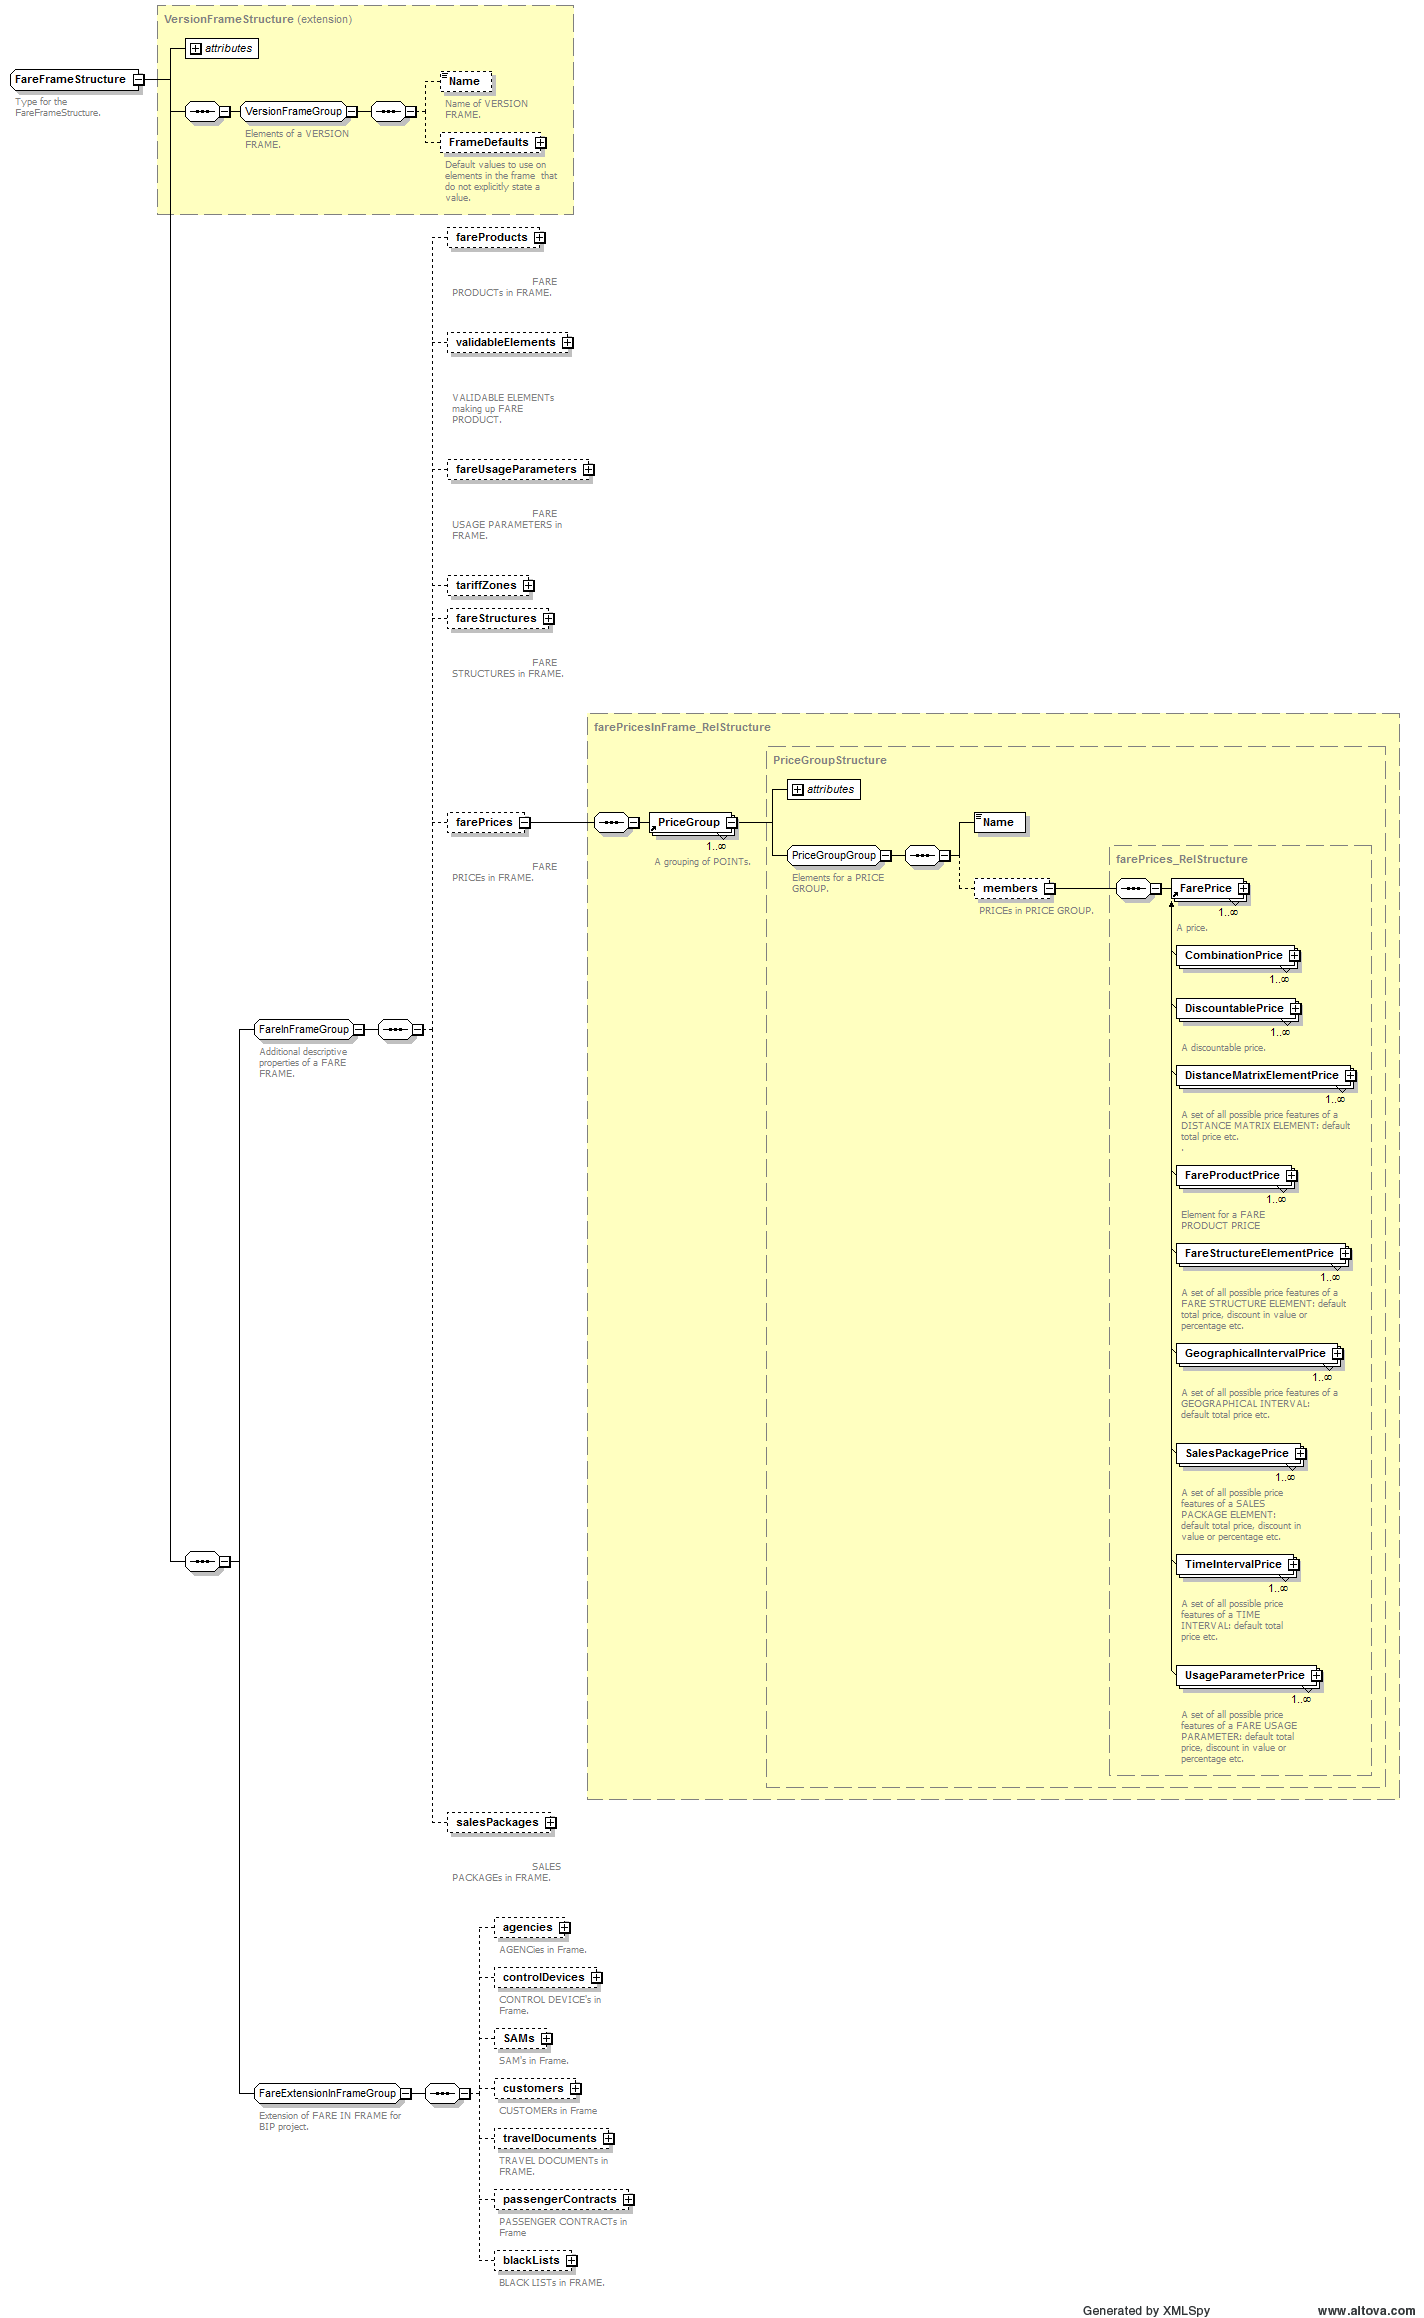 VersionFrameStructure (extension)
attributes
FareFrameStructure
Type for the
FareFrameStructure.
VersionFrameGroup
Elements of a VERSION
FRAME.
Name
Name of VERSION
FRAME.
FrameDefaults
Default values to use on
elements in the frame  that
do not explicitly state a
value.
fareProducts
FARE
PRODUCTs in FRAME.
validableElements
VALIDABLE ELEMENTs
making up FARE
PRODUCT.
fareUsageParameters
FARE
USAGE PARAMETERS in
FRAME.
tariffZones
fareStructures
FARE
STRUCTURES in FRAME.
farePrices
FARE
PRICEs in FRAME.
farePricesInFrame_RelStructure
PriceGroup
1..∞
A grouping of POINTs.
PriceGroupStructure
attributes
PriceGroupGroup
Elements for a PRICE
GROUP.
Name
members
PRICEs in PRICE GROUP.
farePrices_RelStructure
FarePrice
1..∞
A price.
CombinationPrice
1..∞
DiscountablePrice
1..∞
A discountable price.
DistanceMatrixElementPrice
1..∞
A set of all possible price features of a
DISTANCE MATRIX ELEMENT: default
total price etc.
.
FareProductPrice
1..∞
Element for a FARE
PRODUCT PRICE
FareStructureElementPrice
1..∞
A set of all possible price features of a
FARE STRUCTURE ELEMENT: default
total price, discount in value or
percentage etc.
GeographicalIntervalPrice
1..∞
A set of all possible price features of a
GEOGRAPHICAL INTERVAL:
default total price etc.
SalesPackagePrice
1..∞
A set of all possible price
features of a SALES
PACKAGE ELEMENT:
default total price, discount in
value or percentage etc.
TimeIntervalPrice
1..∞
A set of all possible price
features of a TIME
INTERVAL: default total
price etc.
UsageParameterPrice
1..∞
A set of all possible price
features of a FARE USAGE
PARAMETER: default total
price, discount in value or
percentage etc.
FareInFrameGroup
Additional descriptive
properties of a FARE
FRAME.
salesPackages
SALES
PACKAGEs in FRAME.
agencies
AGENCies in Frame.
controlDevices
CONTROL DEVICE's in
Frame.
SAMs
SAM's in Frame.
customers
CUSTOMERs in Frame
FareExtensionInFrameGroup
Extension of FARE IN FRAME for
BIP project.
travelDocuments
TRAVEL DOCUMENTs in
FRAME.
passengerContracts
PASSENGER CONTRACTs in
Frame
blackLists
BLACK LISTs in FRAME.
Generated by XMLSpy
www.altova.com